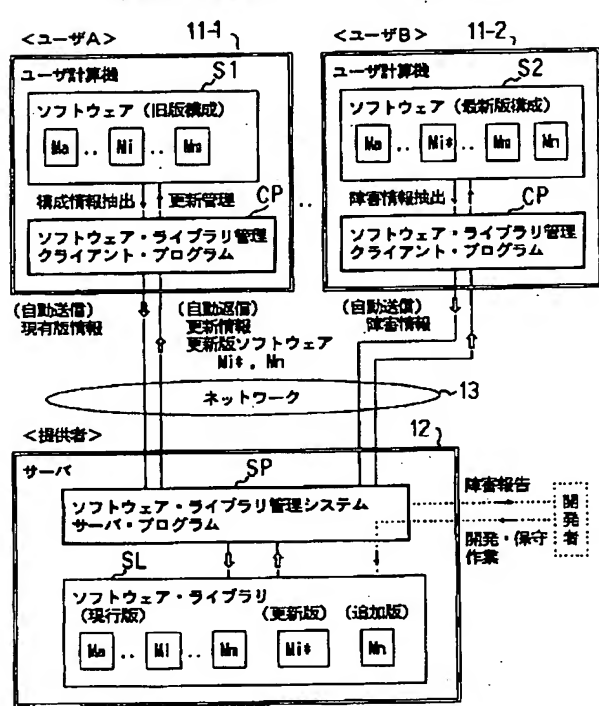 <ユーザA> 11-1
<ユーザB> 11-2
ユーザ計算機 S1
ソフトウェア(旧版構成)
Ma .. Mi .. Mm
構成情報抽出 更新管理 CP
ソフトウェア・ライブラリ管理
クライアント・プログラム
ユーザ計算機 S2
ソフトウェア(最新版構成)
Ma .. Mi* .. Mm Mn
障害情報抽出 CP
ソフトウェア・ライブラリ管理
クライアント・プログラム
..
(自動送信)
現有版情報
(自動返信)
更新情報
更新版ソフトウェア
Mi*, Mn
(自動送信)
障害情報
ネットワーク 13
<提供者> 12
サーバ SP
ソフトウェア・ライブラリ管理システム
サーバ・プログラム
障害報告
開発・保守
作業
開発者
SL
ソフトウェア・ライブラリ
(現行版) (更新版) (追加版)
Ma .. Mi .. Mm Mi* Mn